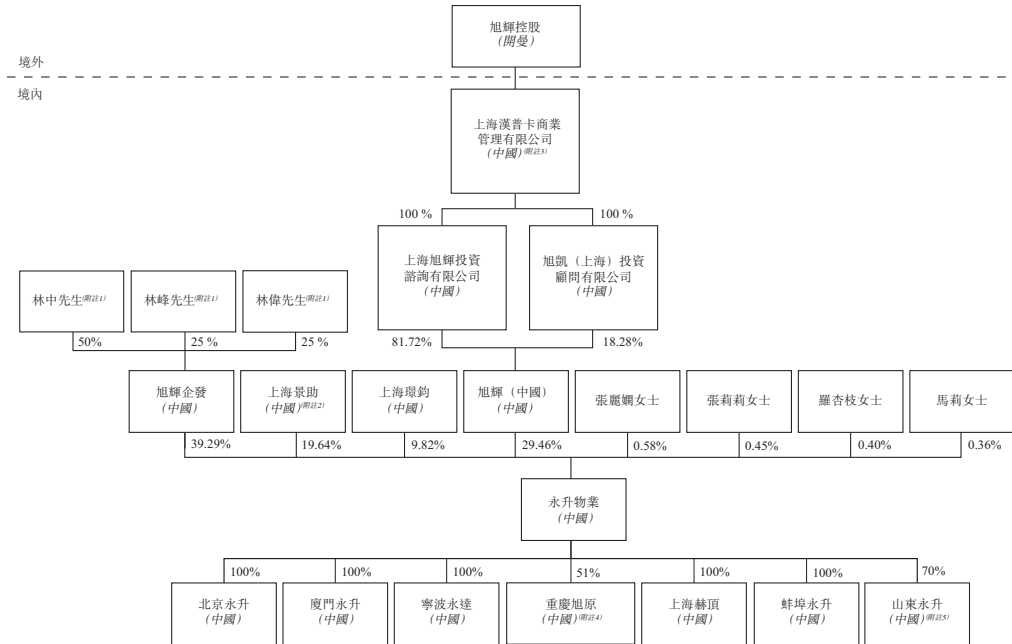 旭輝控股
(開曼)
境外
境內
上海漢普卡商業
管理有限公司
(中國)(附註3)
100 %
100 %
上海旭輝投資
諮詢有限公司
(中國)
旭凱（上海）投資
顧問有限公司
(中國)
林中先生(附註1)
林峰先生(附註1)
林偉先生(附註1)
50%
25 %
25 %
81.72%
18.28%
旭輝企發
(中國)
上海景助
(中國)(附註2)
上海璟鈞
(中國)
旭輝（中國）
(中國)
張麗嫻女士
張莉莉女士
羅杏枝女士
馬莉女士
39.29%
19.64%
9.82%
29.46%
0.58%
0.45%
0.40%
0.36%
永升物業
(中國)
100%
100%
100%
51%
100%
100%
70%
北京永升
(中國)
廈門永升
(中國)
寧波永達
(中國)
重慶旭原
(中國)(附註4)
上海赫頂
(中國)
蚌埠永升
(中國)
山東永升
(中國)(附註5)